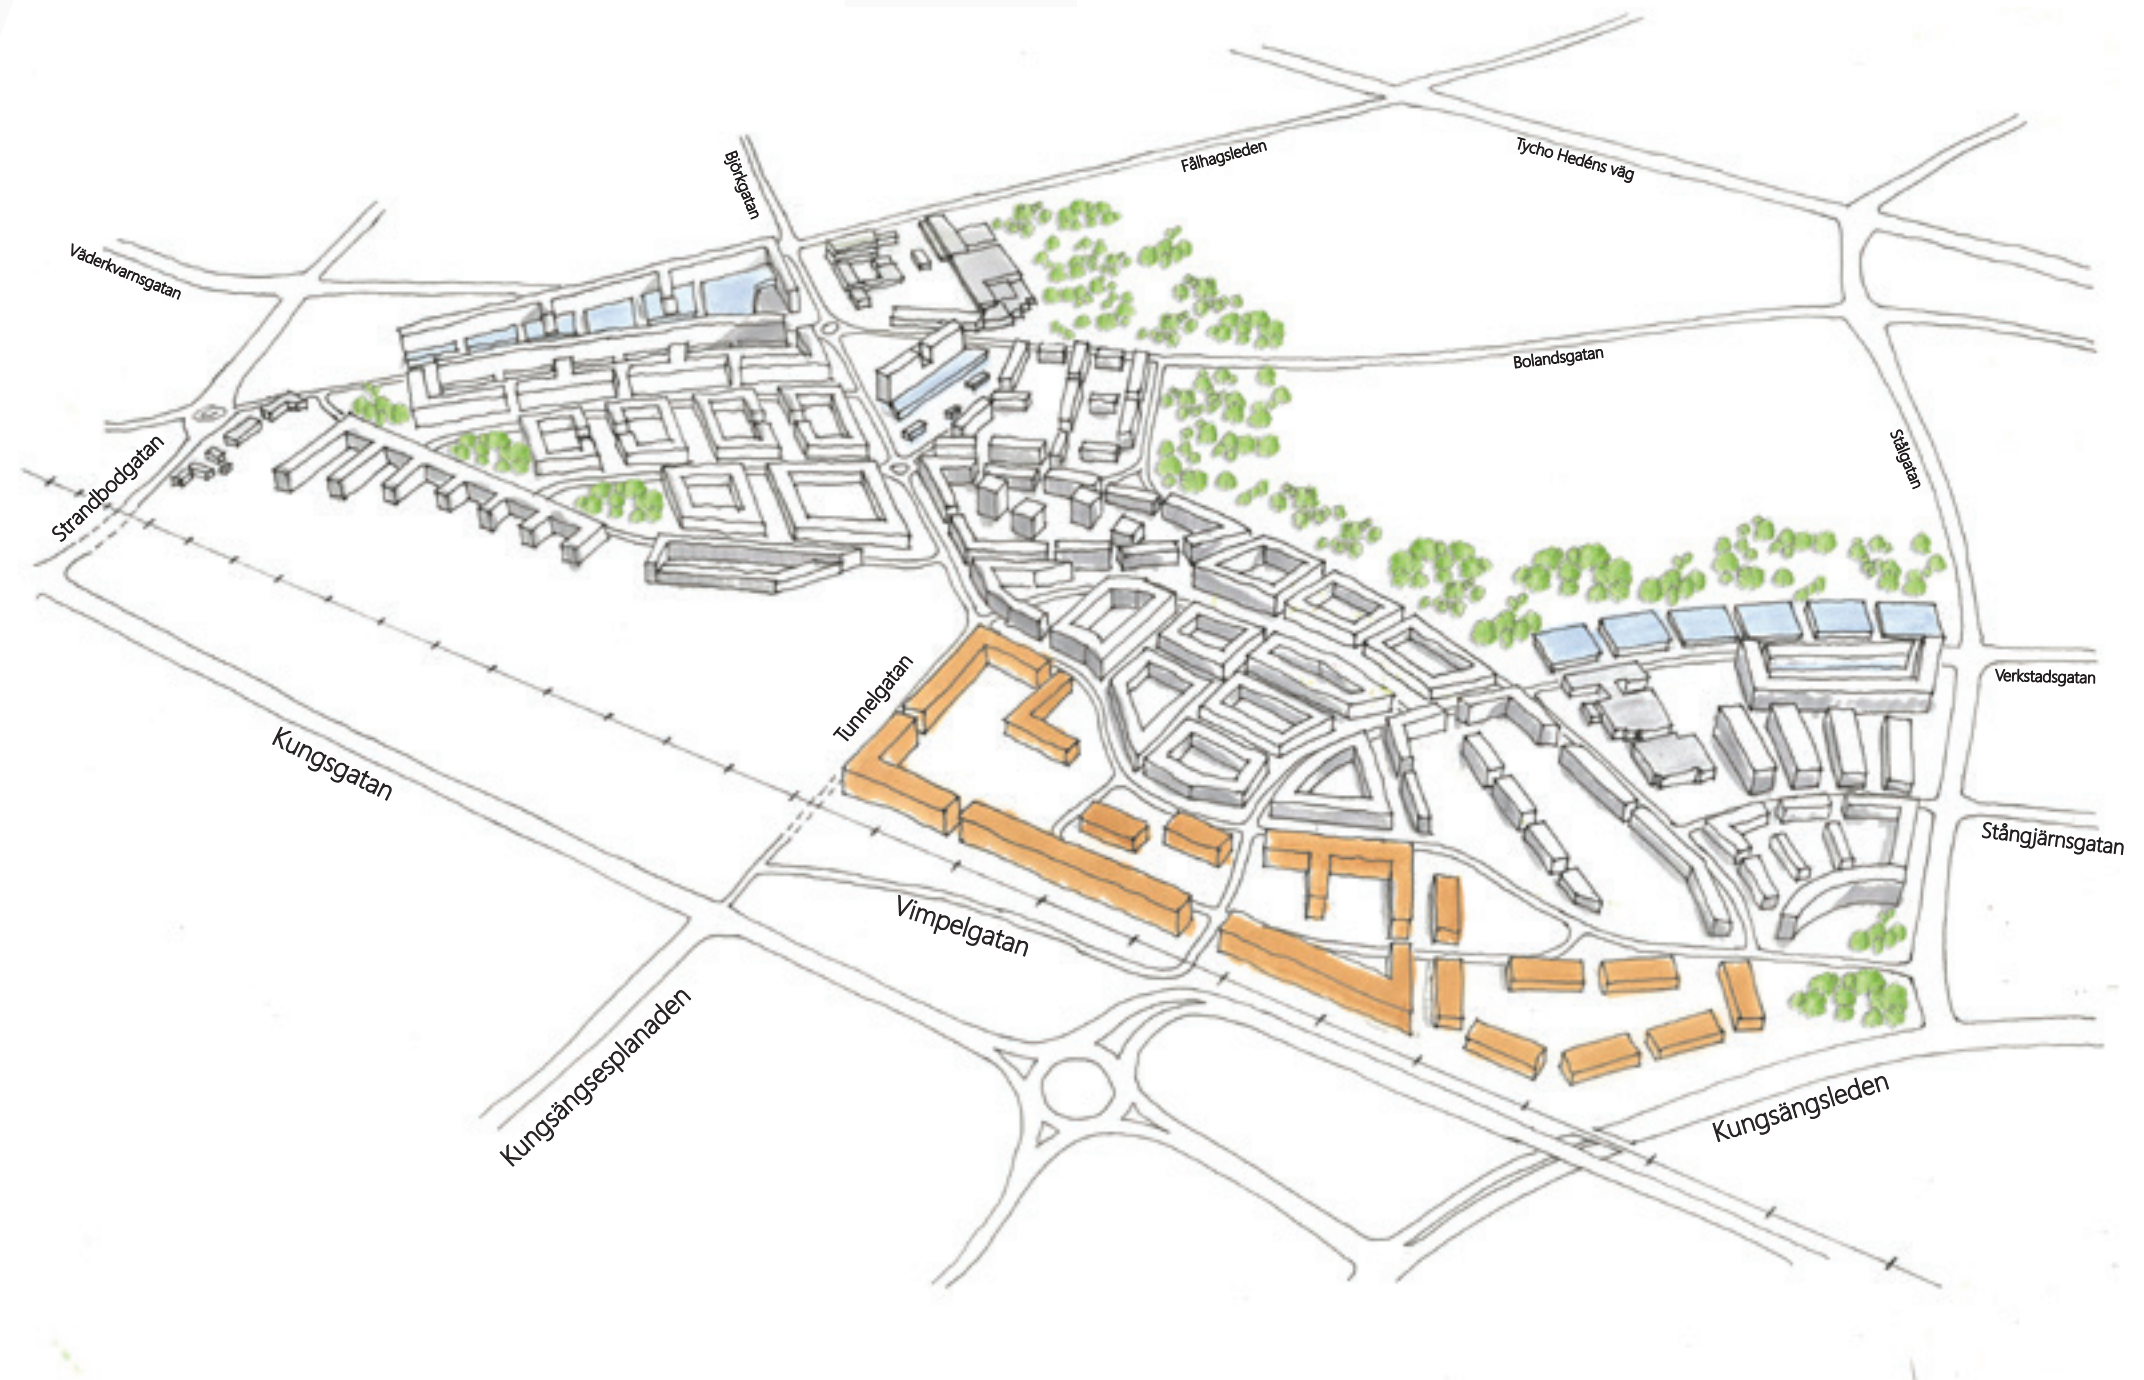 Björkgatan
Fålhagsleden
Tycho Hedéns väg
Väderkvarnsgatan
Bolandsgatan
Stålgatan
Strandbodgatan
Verkstadsgatan
Tunnelgatan
Kungsgatan
Stångjärnsgatan
Vimpelgatan
Kungsängsesplanaden
Kungsängsleden